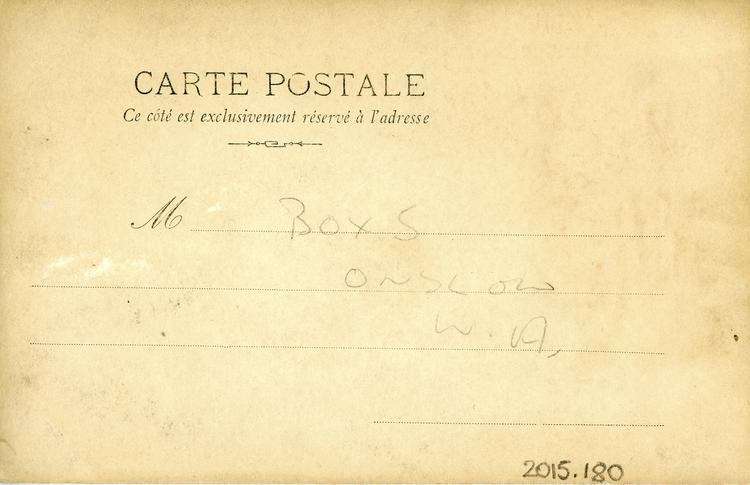 CARTE POSTALE
Ce côté est exclusivement réservé à l'adresse
M BOX 5
ONSLOW
W.A.
2015.180